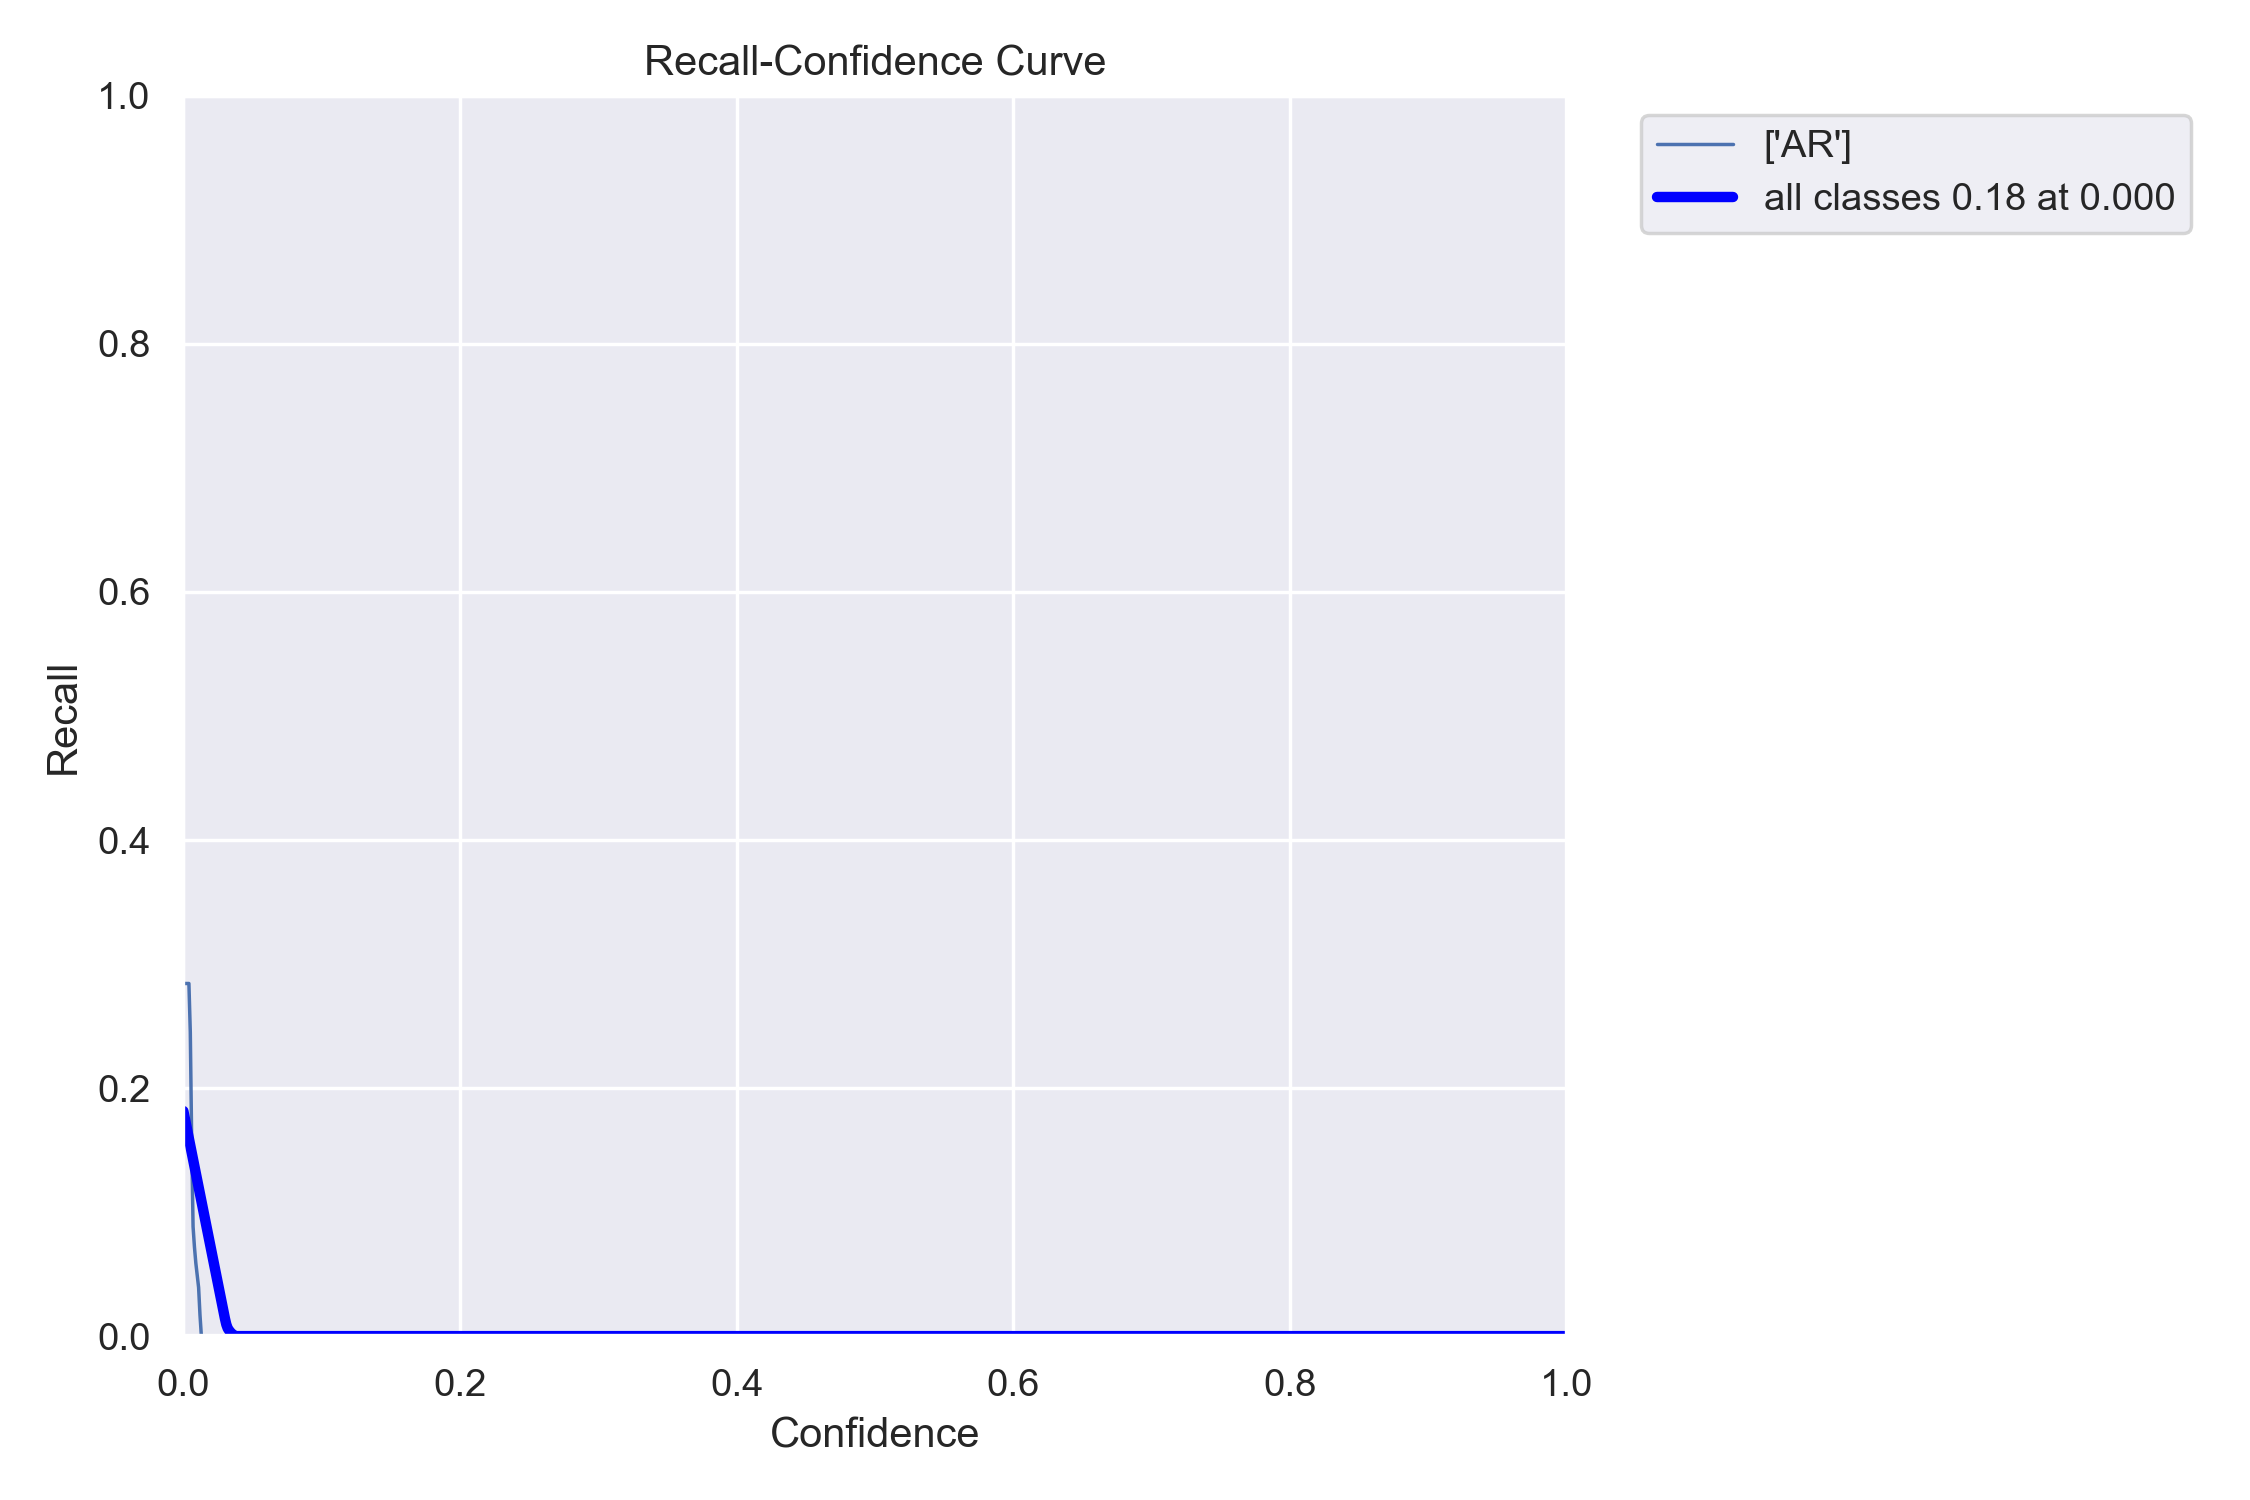 Recall-Confidence Curve
1.0
0.8
0.6
0.4
0.2
0.0
Recall
0.0 0.2 0.4 0.6 0.8 1.0
Confidence
['AR']
all classes 0.18 at 0.000